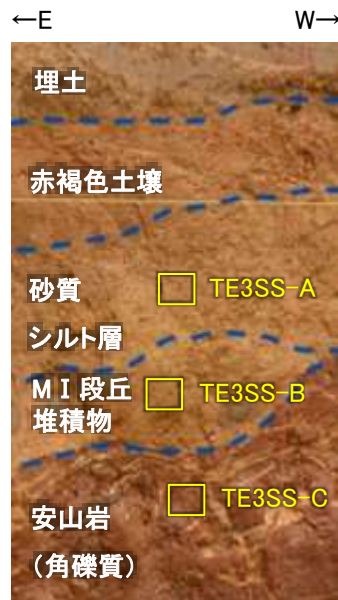 ←E W→
埋土
赤褐色土壌
砂質 TE3SS-A
シルト層
MⅠ段丘 TE3SS-B
堆積物
安山岩 TE3SS-C
(角礫質)